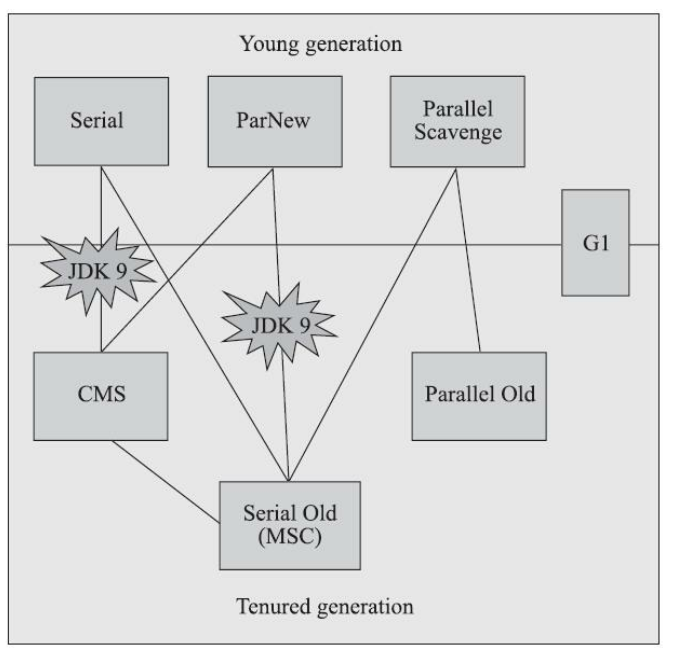 Young generation
Serial
ParNew
Parallel
Scavenge
G1
JDK 9
JDK 9
CMS
Parallel Old
Serial Old
(MSC)
Tenured generation